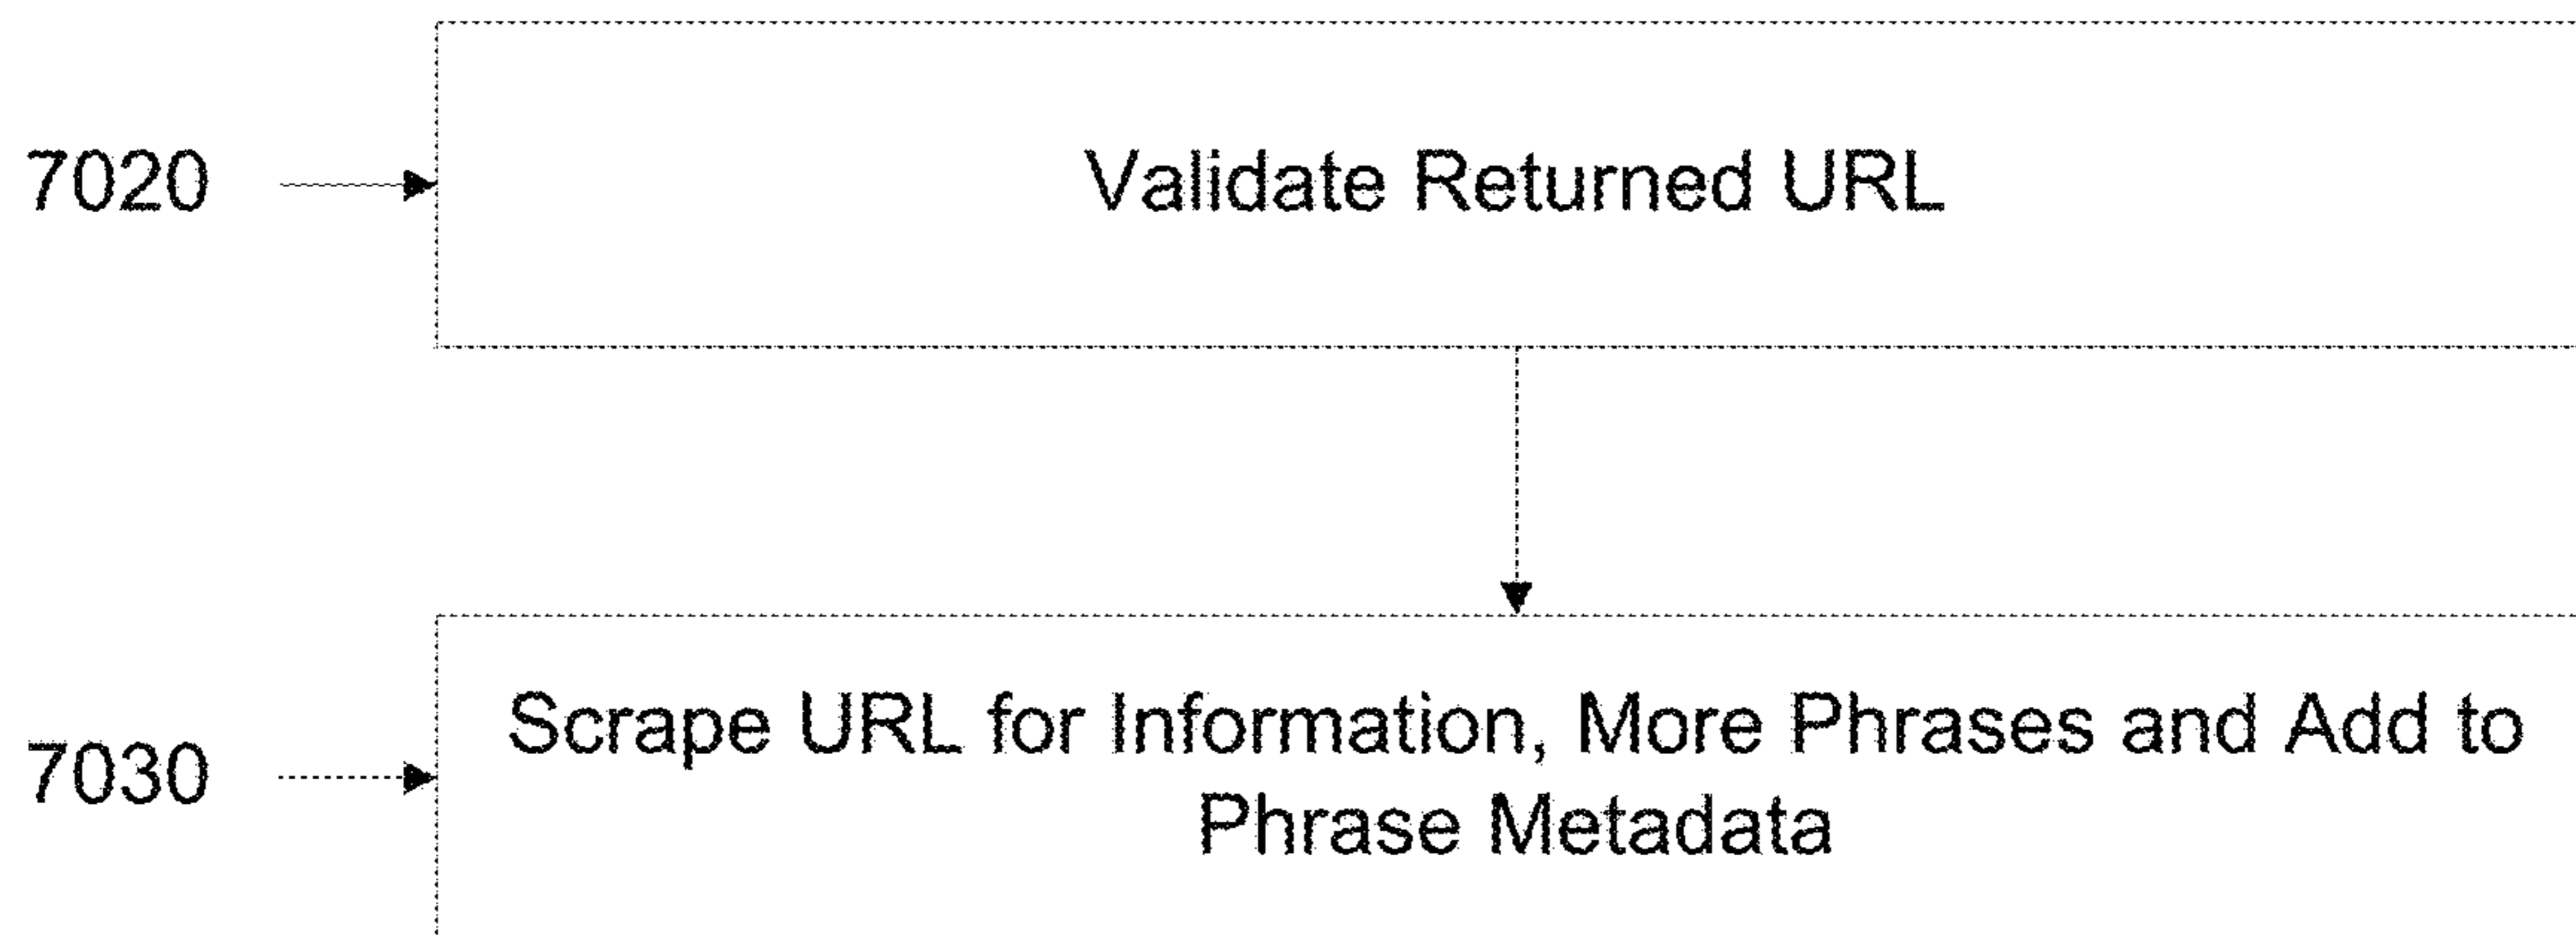 7020
Validate Returned URL
7030
Scrape URL for Information, More Phrases and Add to
Phrase Metadata